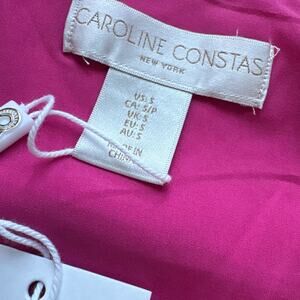 CAROLINE CONSTAS
NEW YORK
US: S
CA: S/P
UK: S
EU: S
AU: S
MADE IN
CHINA